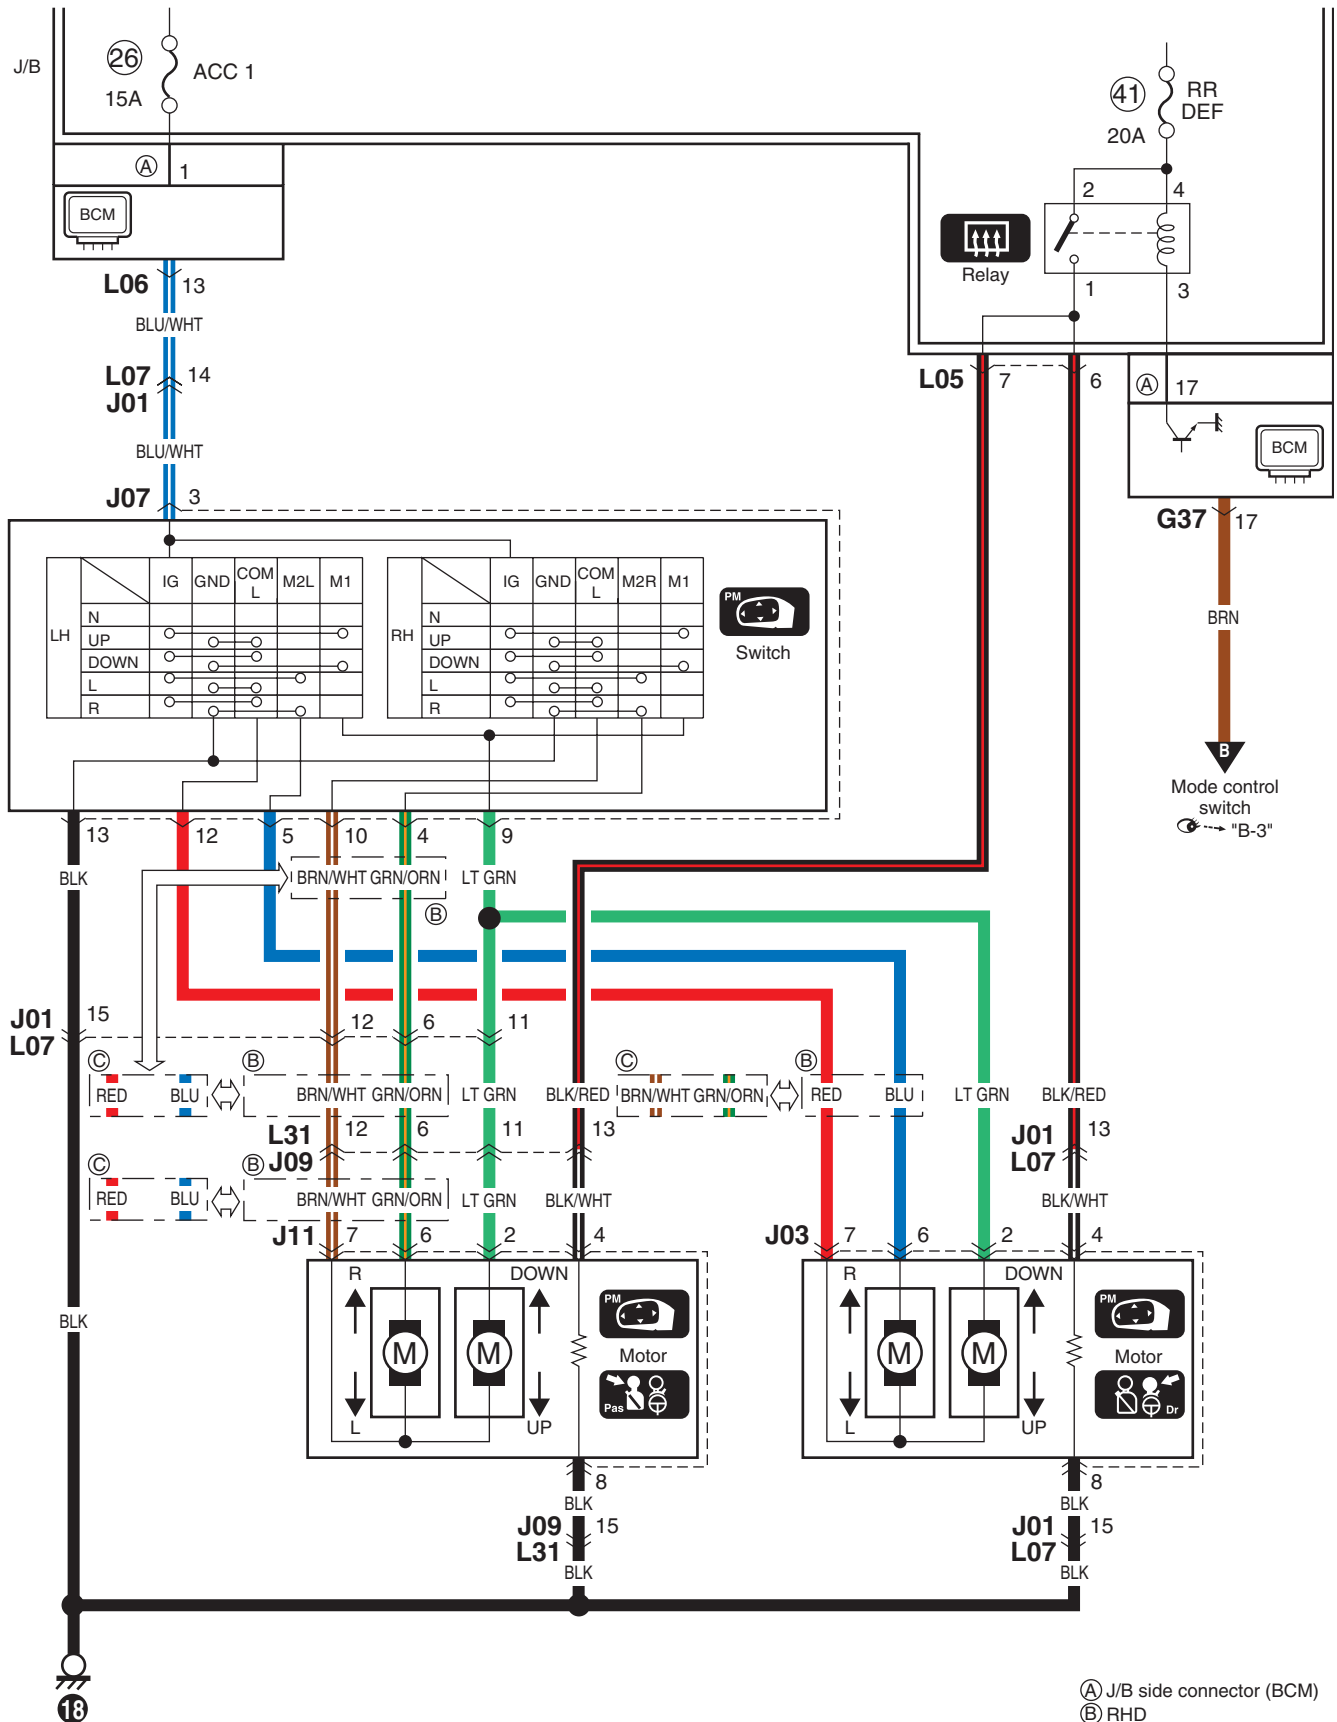 J/B
26
15A
ACC 1
41
20A
RR
DEF
A 1
BCM
2 4
Relay
1 3
L06 13
BLU/WHT
L07 14
J01
BLU/WHT
J07 3
L05 7 6
A 17
BCM
G37 17
BRN
B
Mode control
switch
"B-3"
LH
IG GND COM L M2L M1
N
UP
DOWN
L
R
RH
IG GND COM L M2R M1
N
UP
DOWN
L
R
PM
Switch
13 12 5 10 4 9
BLK BRN/WHT GRN/ORN LT GRN
B
J01 15 12 6 11
L07
C B C B
RED BLU BRN/WHT GRN/ORN LT GRN BLK/RED BRN/WHT GRN/ORN RED BLU LT GRN BLK/RED
L31 12 6 11 13
J09
J01 13
L07
C B
RED BLU BRN/WHT GRN/ORN LT GRN BLK/WHT BLK/WHT
J11 7 6 2 4
J03 7 6 2 4
R DOWN
PM
M M
Motor
Pas
L UP
R DOWN
PM
M M
Motor
Dr
L UP
BLK
8
BLK
J09 15
L31
BLK
8
BLK
J01 15
L07
BLK
18
A J/B side connector (BCM)
B RHD